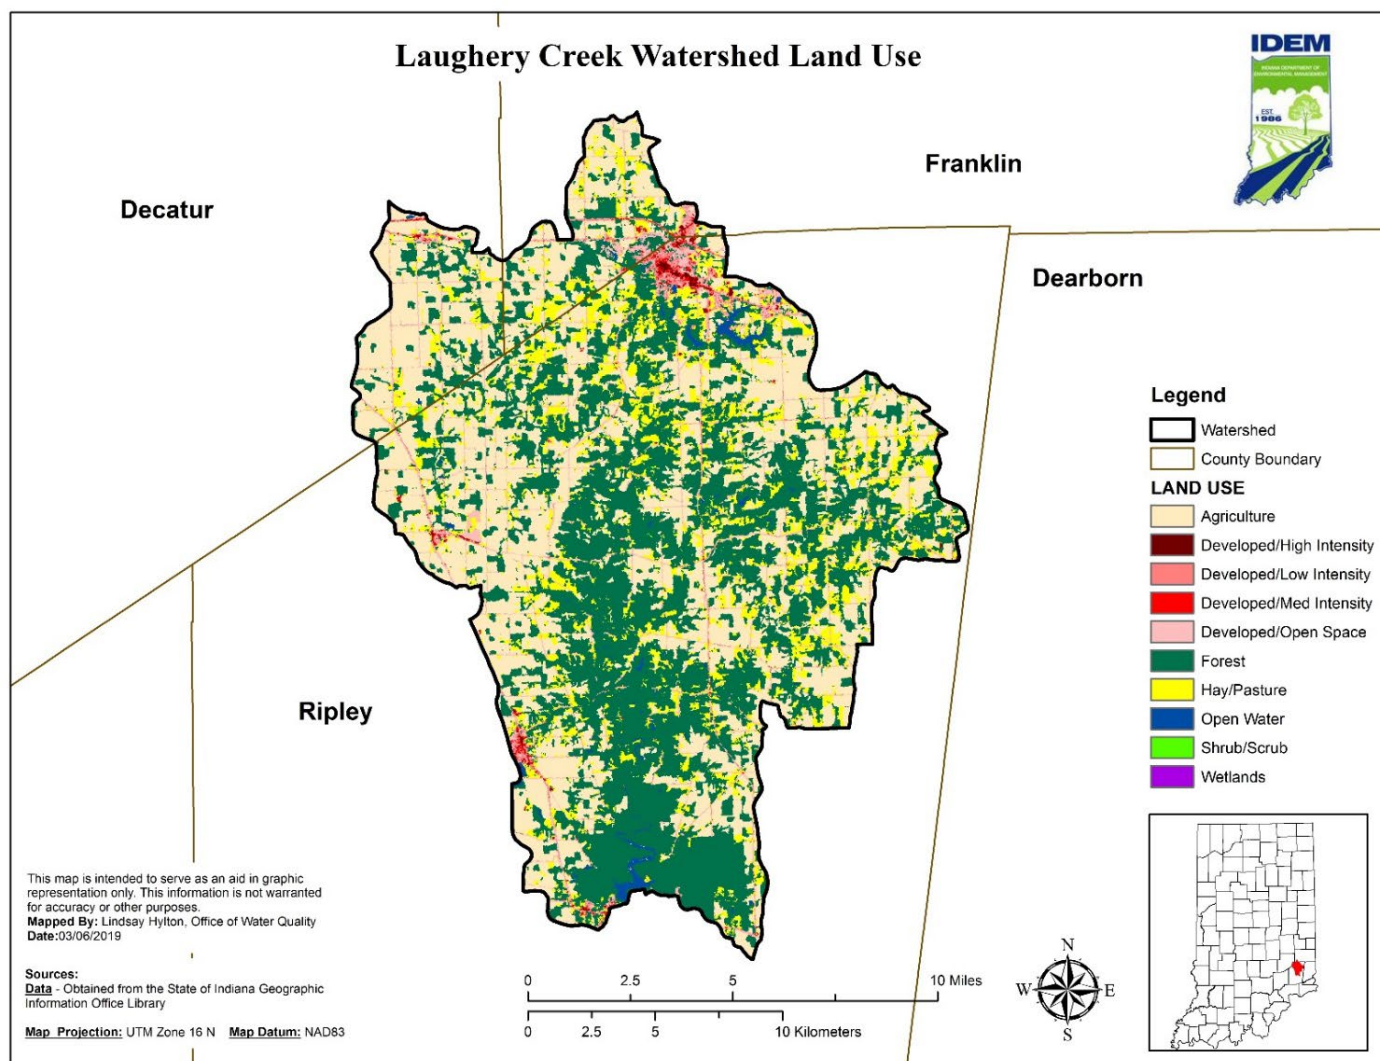 Laughery Creek Watershed Land Use
IDEM
INDIANA DEPARTMENT OF
ENVIRONMENTAL MANAGEMENT
EST.
1986
Franklin
Decatur
Dearborn
Ripley
Legend
Watershed
County Boundary
LAND USE
Agriculture
Developed/High Intensity
Developed/Low Intensity
Developed/Med Intensity
Developed/Open Space
Forest
Hay/Pasture
Open Water
Shrub/Scrub
Wetlands
This map is intended to serve as an aid in graphic
representation only. This information is not warranted
for accuracy or other purposes.
Mapped By: Lindsay Hylton, Office of Water Quality
Date:03/06/2019
Sources:
Data - Obtained from the State of Indiana Geographic
Information Office Library
Map Projection: UTM Zone 16 N Map Datum: NAD83
0 2.5 5 10 Miles
0 2.5 5 10 Kilometers
N
W E
S